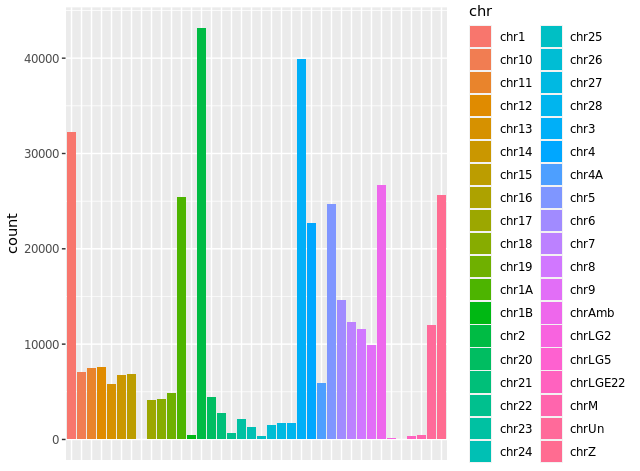 chr
40000
30000
20000
10000
0
count
chr1
chr10
chr11
chr12
chr13
chr14
chr15
chr16
chr17
chr18
chr19
chr1A
chr1B
chr2
chr20
chr21
chr22
chr23
chr24
chr25
chr26
chr27
chr28
chr3
chr4
chr4A
chr5
chr6
chr7
chr8
chr9
chrAmb
chrLG2
chrLG5
chrLGE22
chrM
chrUn
chrZ